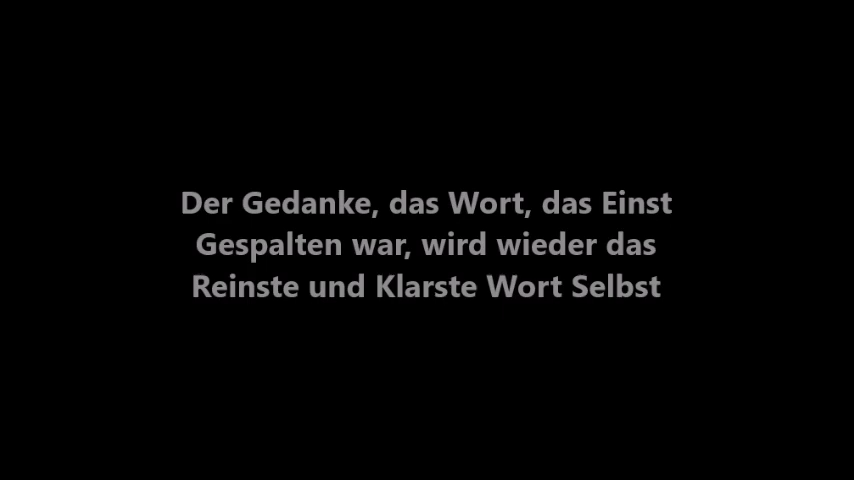 Der Gedanke, das Wort, das Einst
Gespalten war, wird wieder das
Reinste und Klarste Wort Selbst